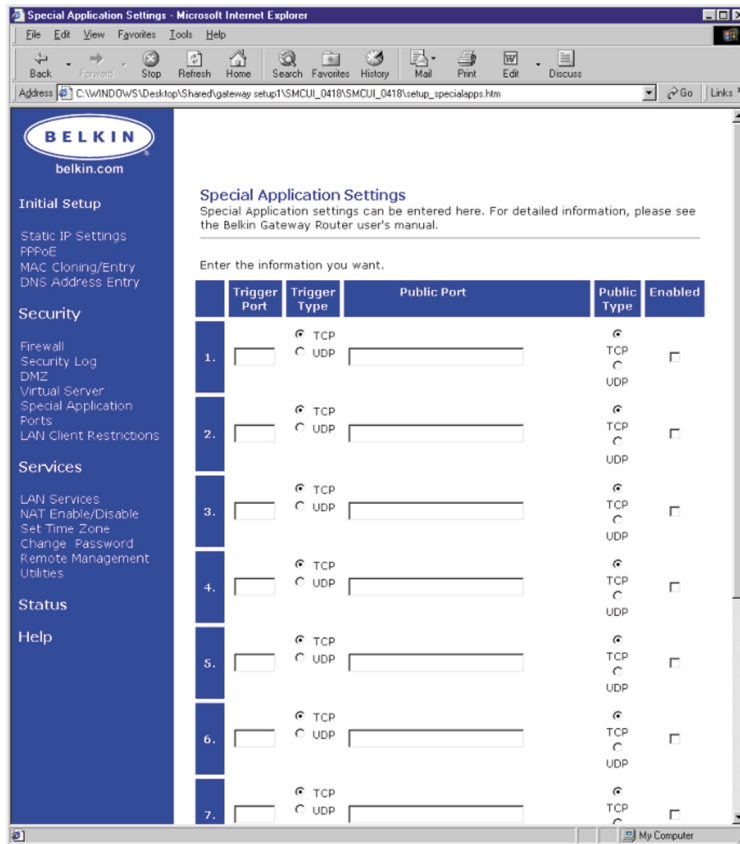 Special Application Settings - Microsoft Internet Explorer
File Edit View Favorites Tools Help
Back Forward Stop Refresh Home Search Favorites History Mail Print Edit Discuss
Address C:\WINDOWS\Desktop\Shared\gateway setup1\SMCUI_0418\SMCUI_0418\setup_specialapps.htm Go Links
BELKIN
belkin.com
Initial Setup
Static IP Settings
PPPoE
MAC Cloning/Entry
DNS Address Entry
Security
Firewall
Security Log
DMZ
Virtual Server
Special Application
Ports
LAN Client Restrictions
Services
LAN Services
NAT Enable/Disable
Set Time Zone
Change Password
Remote Management
Utilities
Status
Help
Special Application Settings
Special Application settings can be entered here. For detailed information, please see
the Belkin Gateway Router user's manual.
Enter the information you want.
Trigger Port Trigger Type Public Port Public Type Enabled
1. TCP UDP TCP UDP
2. TCP UDP TCP UDP
3. TCP UDP TCP UDP
4. TCP UDP TCP UDP
5. TCP UDP TCP UDP
6. TCP UDP TCP UDP
7. TCP UDP TCP
My Computer